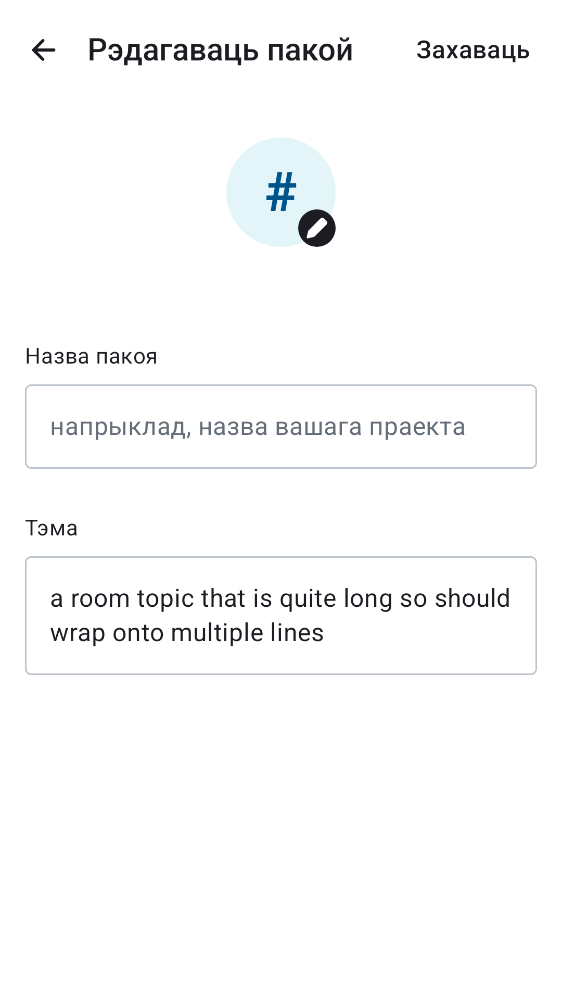 Рэдагаваць пакой
Захаваць
#
Назва пакоя
напрыклад, назва вашага праекта
Тэма
a room topic that is quite long so should
wrap onto multiple lines